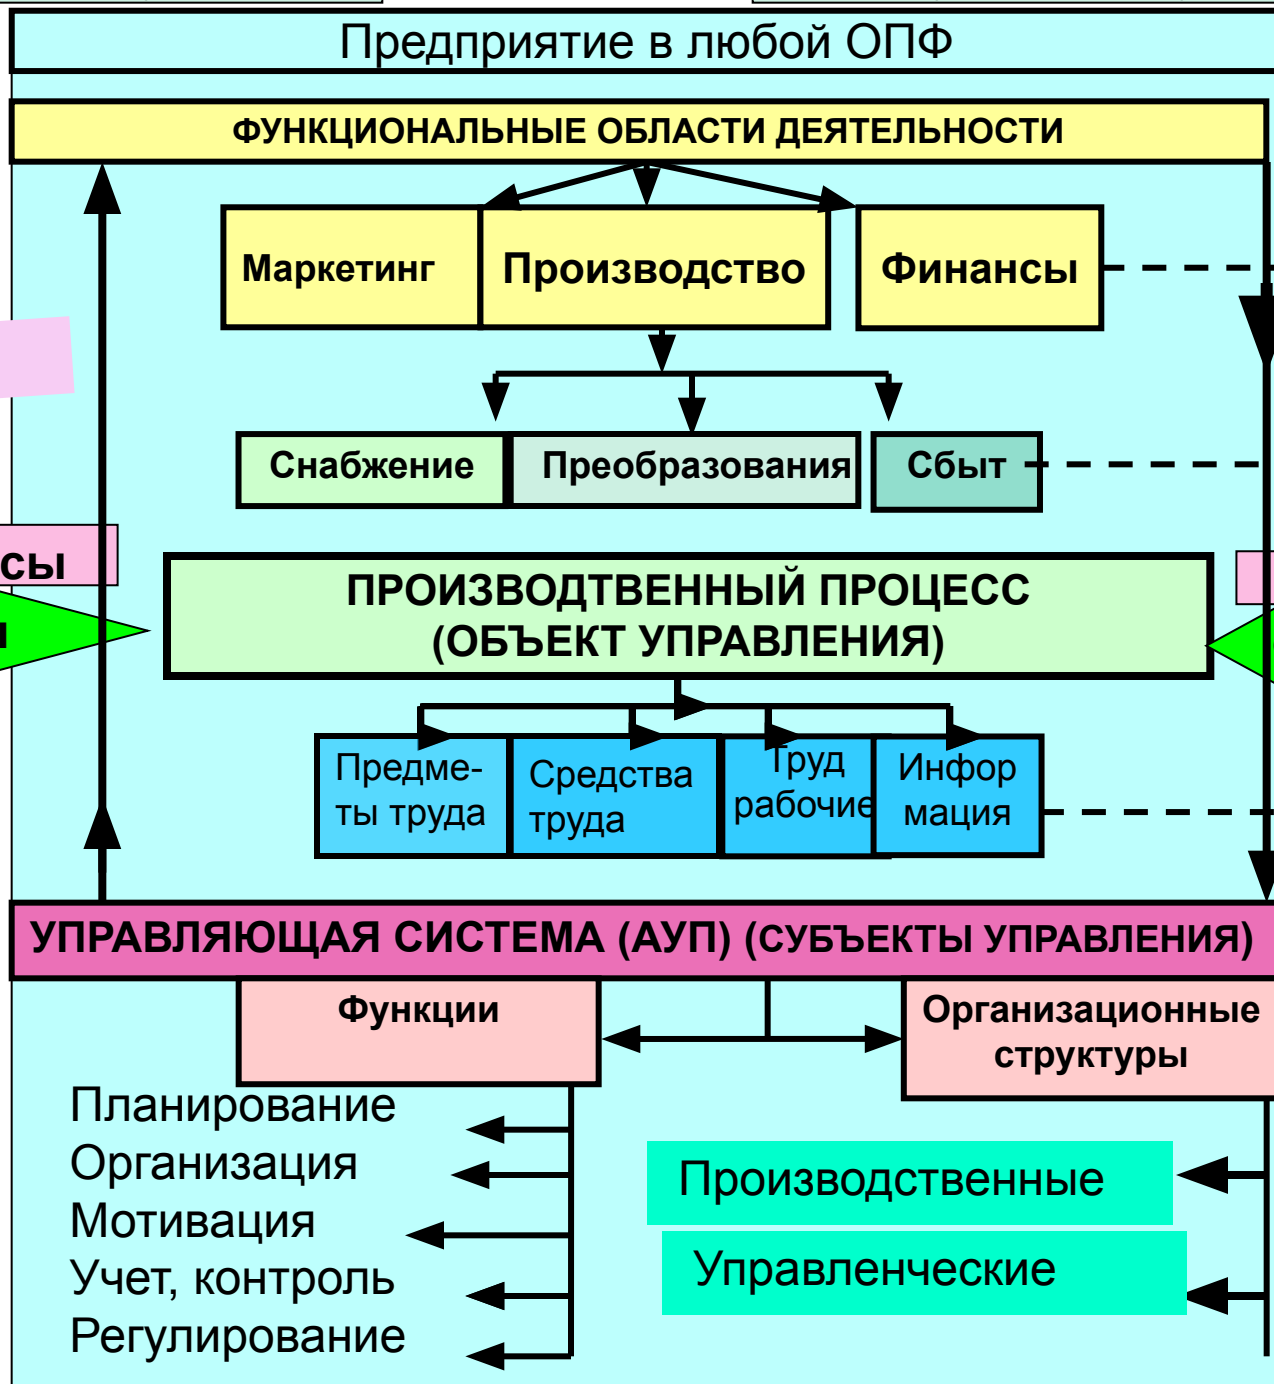 Предприятие в любой ОПФ
ФУНКЦИОНАЛЬНЫЕ ОБЛАСТИ ДЕЯТЕЛЬНОСТИ
Маркетинг
Производство
Финансы
Снабжение
Преобразования
Сбыт
сы
ПРОИЗВОДТВЕННЫЙ ПРОЦЕСС
(ОБЪЕКТ УПРАВЛЕНИЯ)
Предме-
ты труда
Средства
труда
Труд
рабочие
Инфор
мация
УПРАВЛЯЮЩАЯ СИСТЕМА (АУП) (СУБЪЕКТЫ УПРАВЛЕНИЯ)
Функции
Организационные
структуры
Планирование
Организация
Мотивация
Учет, контроль
Регулирование
Производственные
Управленческие